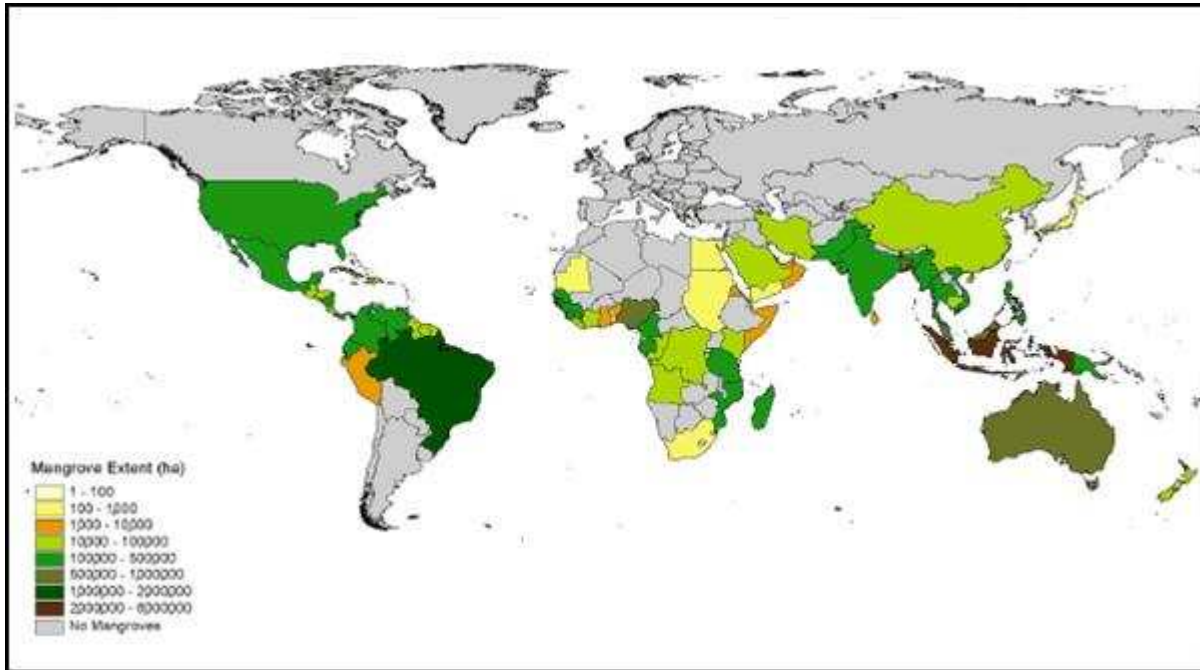 Mangrove Extent (ha)
1 - 100
100 - 1,000
1,000 - 10,000
10,000 - 100,000
100,000 - 500,000
500,000 - 1,000,000
1,000,000 - 2,000,000
2,000,000 - 6,000,000
No Mangroves